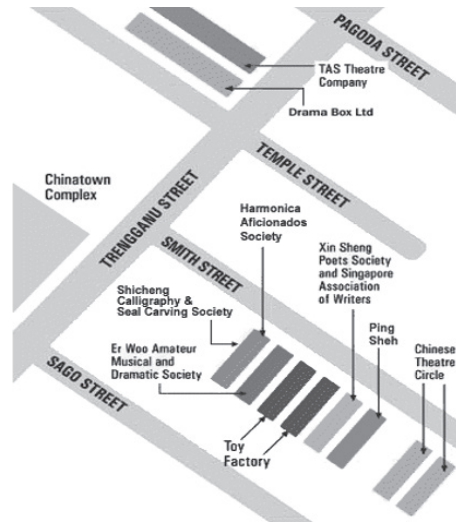 PAGODA STREET
TAS Theatre
Company
Drama Box Ltd
TEMPLE STREET
Chinatown
Complex
TRENGGANU STREET
Harmonica
Aficionados
Society
SMITH STREET
Xin Sheng
Poets Society
and Singapore
Association
of Writers
Shicheng
Calligraphy &
Seal Carving Society
Ping
Sheh
Chinese
Theatre
Circle
Er Woo Amateur
Musical and
Dramatic Society
SAGO STREET
Toy
Factory